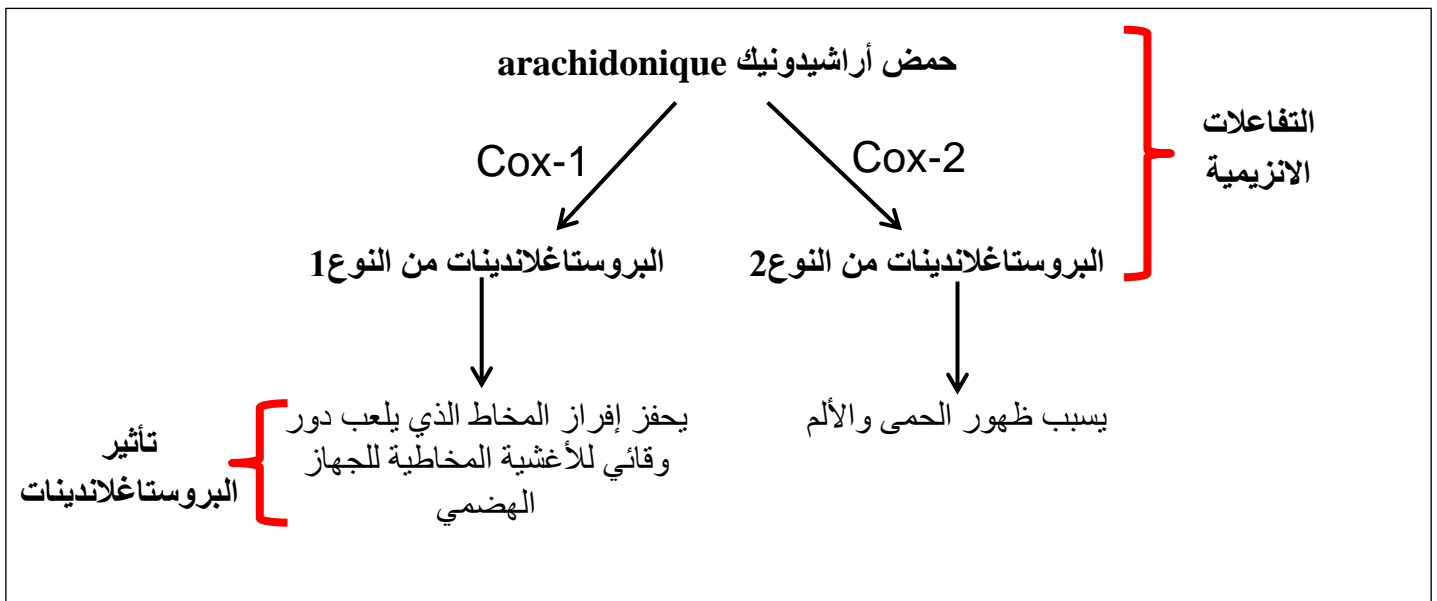 حمض أراشيدونيك arachidonique
التفاعلات
الانزيمية
Cox-1
Cox-2
البروستاغلاندينات من النوع1
البروستاغلاندينات من النوع2
يحفز إفراز المخاط الذي يلعب دور
وقائي للأغشية المخاطية للجهاز
الهضمي
يسبب ظهور الحمى والألم
تأثير
البروستاغلاندينات